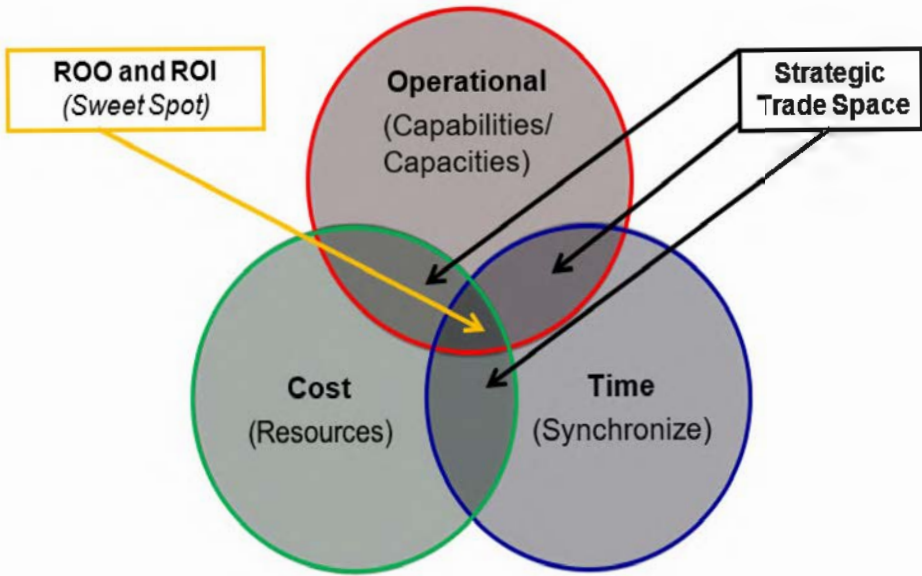 ROO and ROI
(Sweet Spot)
Operational
(Capabilities/
Capacities)
Strategic
Trade Space
Cost
(Resources)
Time
(Synchronize)